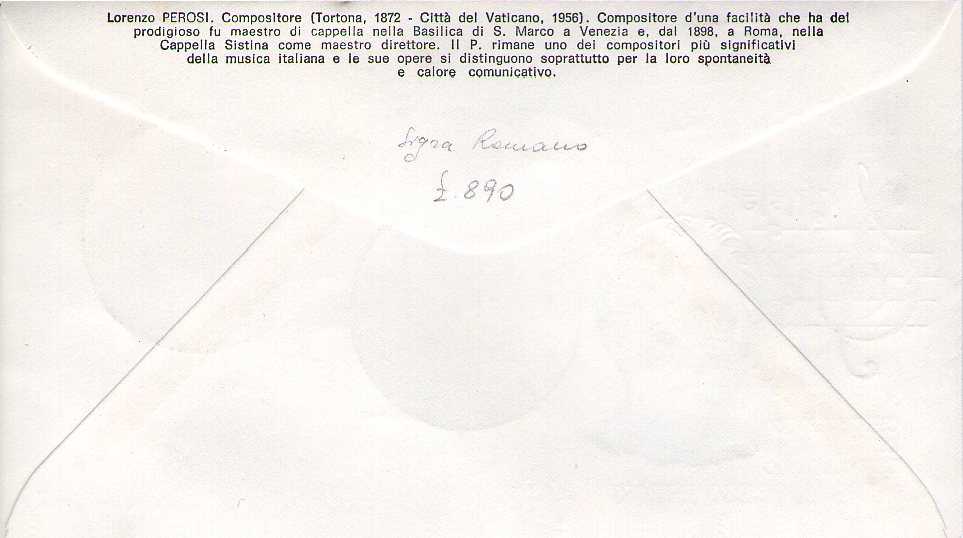 Lorenzo PEROSI. Compositore (Tortona, 1872 - Città del Vaticano, 1956). Compositore d'una facilità che ha del
prodigioso fu maestro di cappella nella Basilica di S. Marco a Venezia e, dal 1898, a Roma, nella
Cappella Sistina come maestro direttore. Il P. rimane uno dei compositori più significativi
della musica italiana e le sue opere si distinguono soprattutto per la loro spontaneità
e calore comunicativo.
Sigra Romano
£. 890